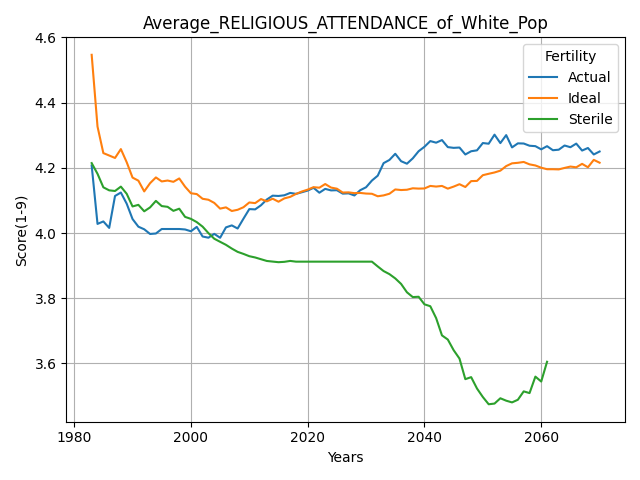 Average_RELIGIOUS_ATTENDANCE_of_White_Pop
Fertility
Actual
Ideal
Sterile
Score(1-9)
4.6
4.4
4.2
4.0
3.8
3.6
1980 2000 2020 2040 2060
Years